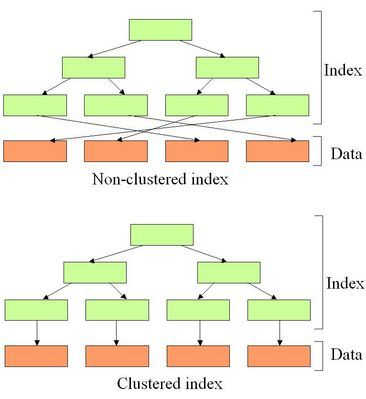 Index
Data
Non-clustered index
Index
Data
Clustered index